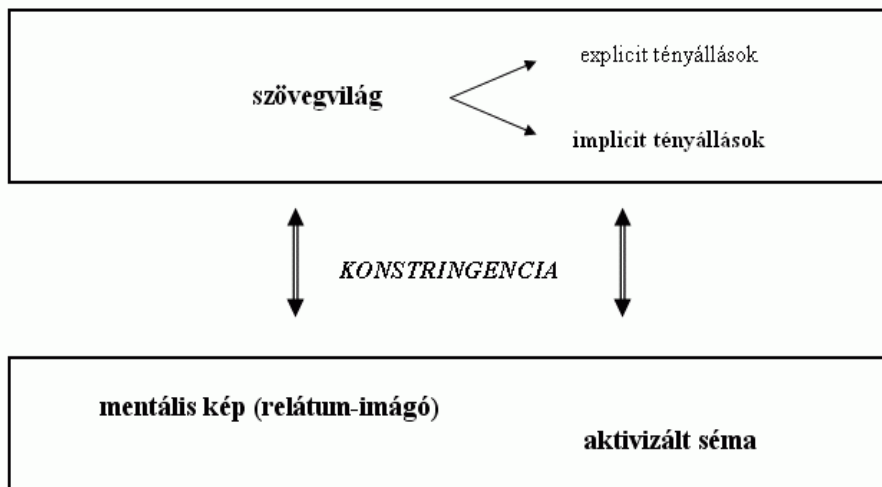 explicit tényállások
szövegvilág
implicit tényállások
KONSTRINGENCIA
mentális kép (relátum-imágó)
aktivizált séma